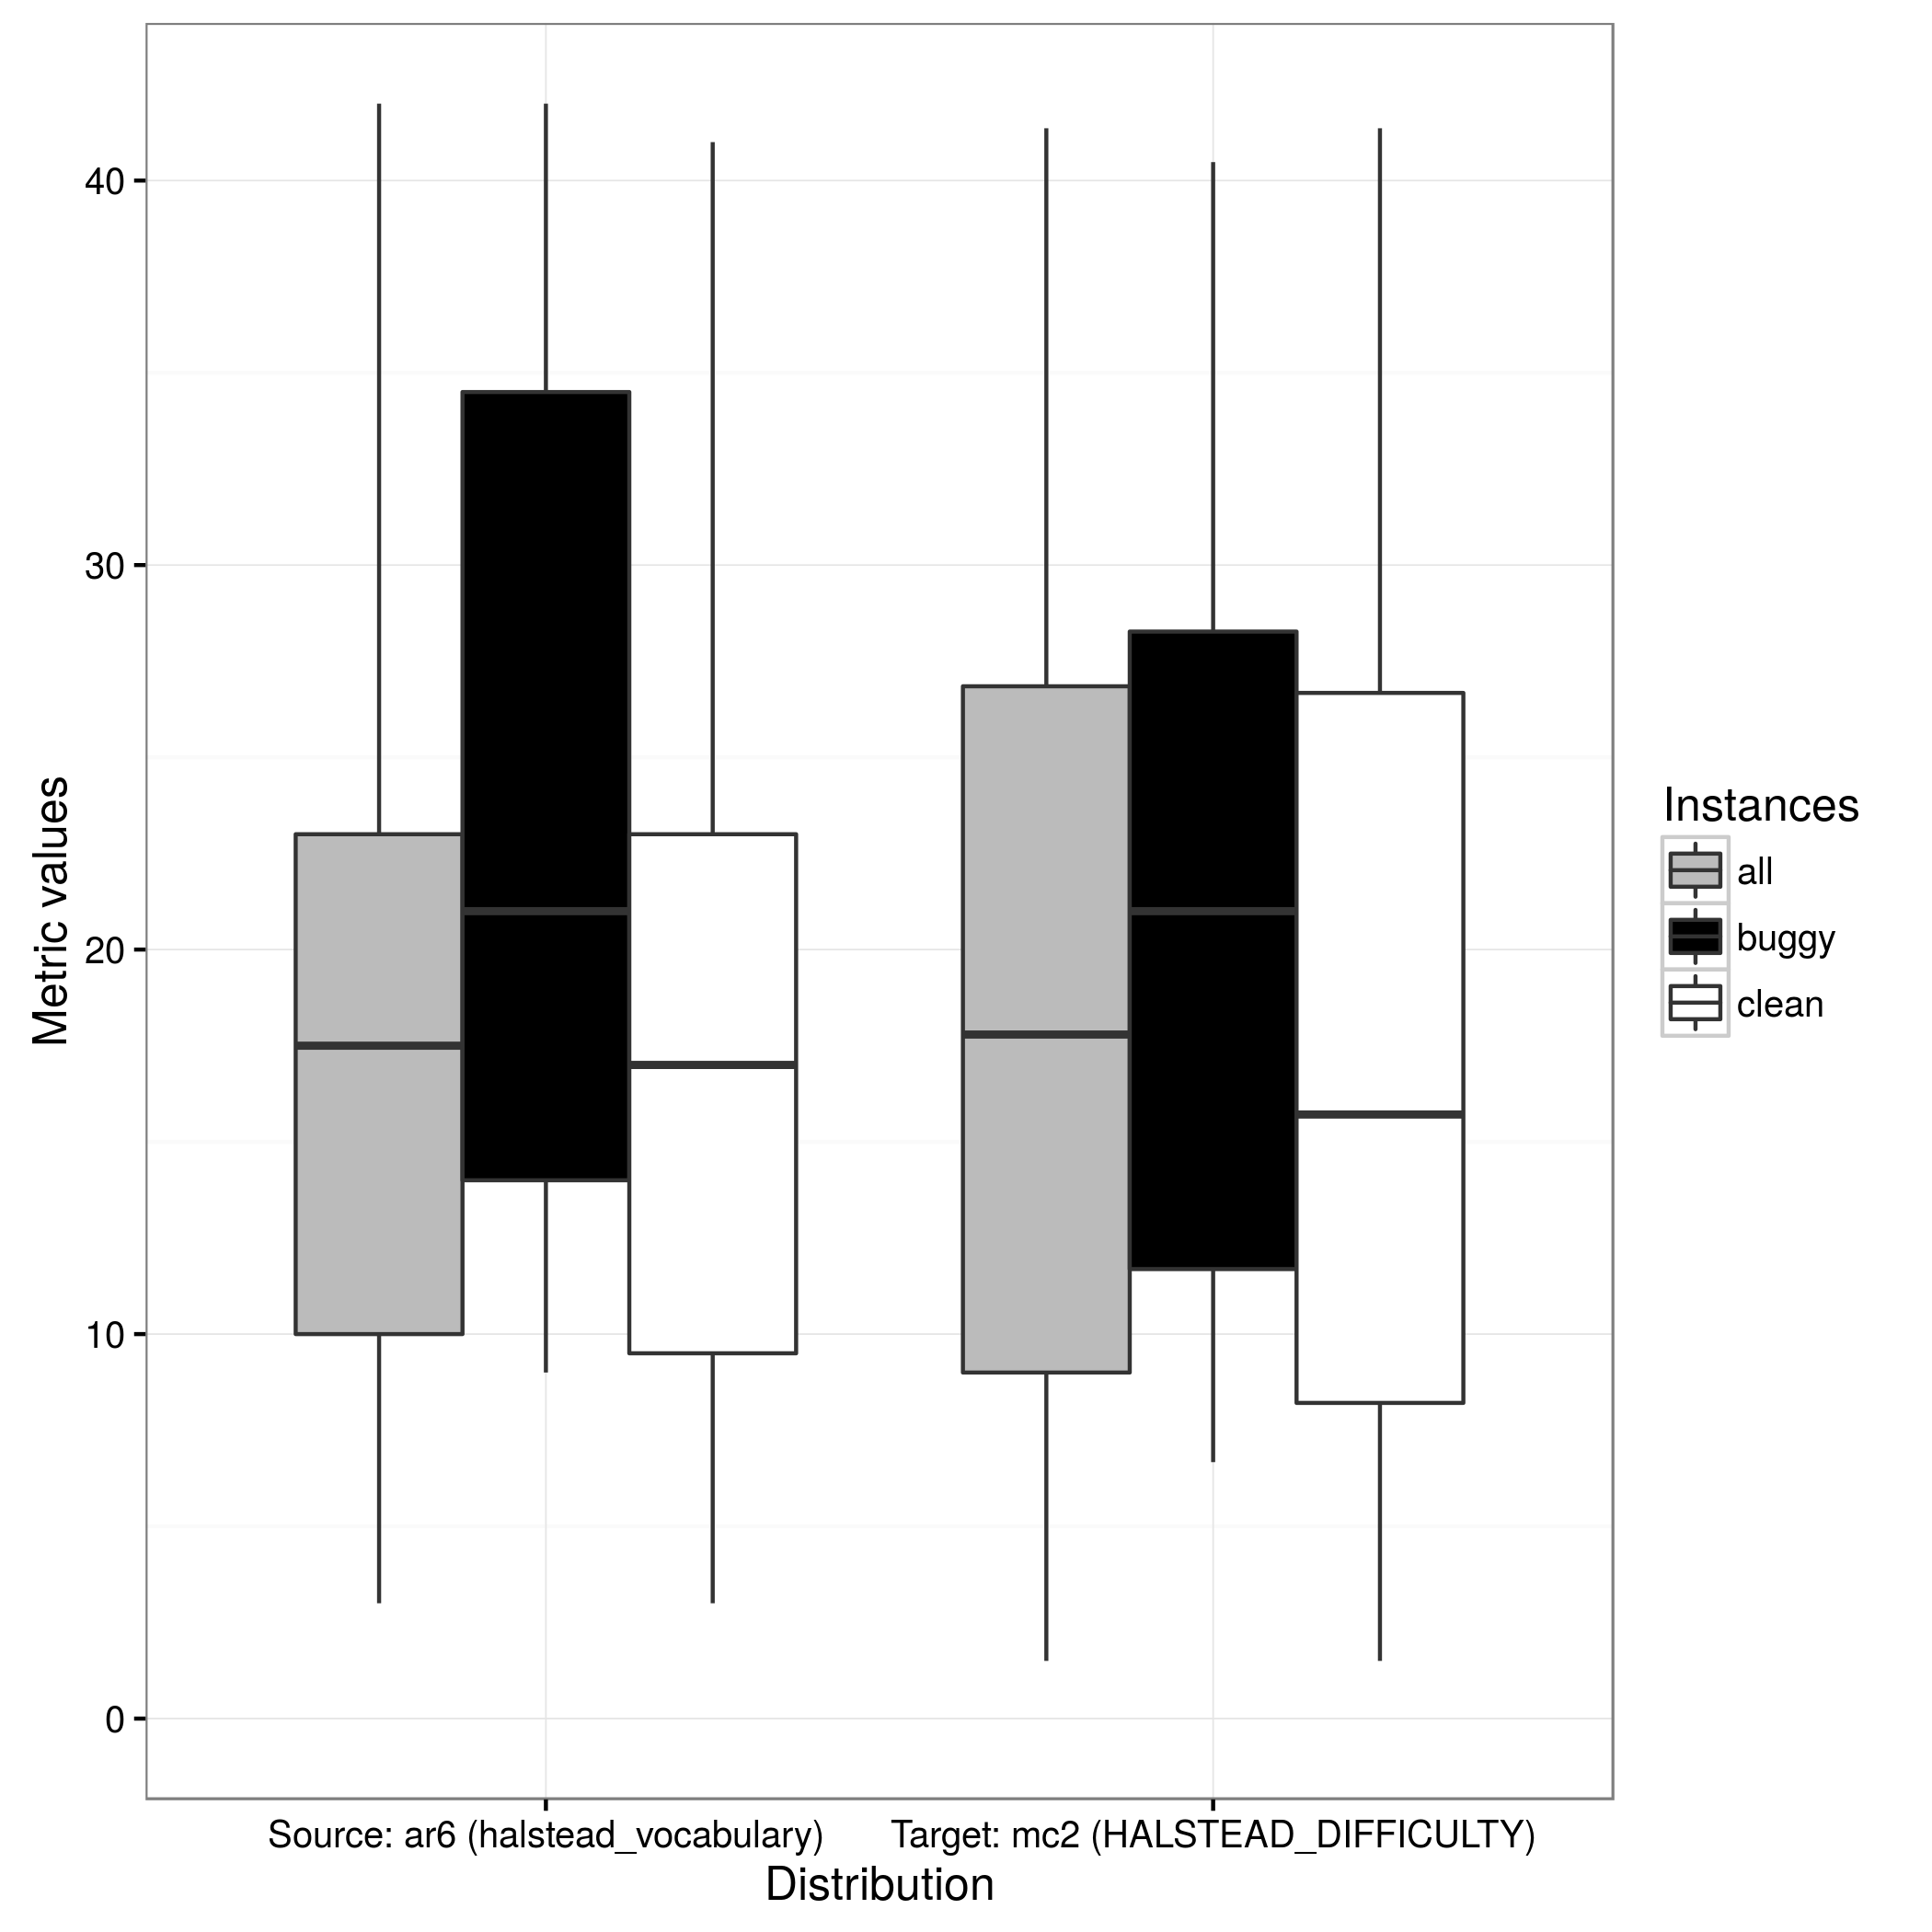 Metric values
40
30
20
10
0
Source: ar6 (halstead_vocabulary)
Target: mc2 (HALSTEAD_DIFFICULTY)
Distribution
Instances
all
buggy
clean